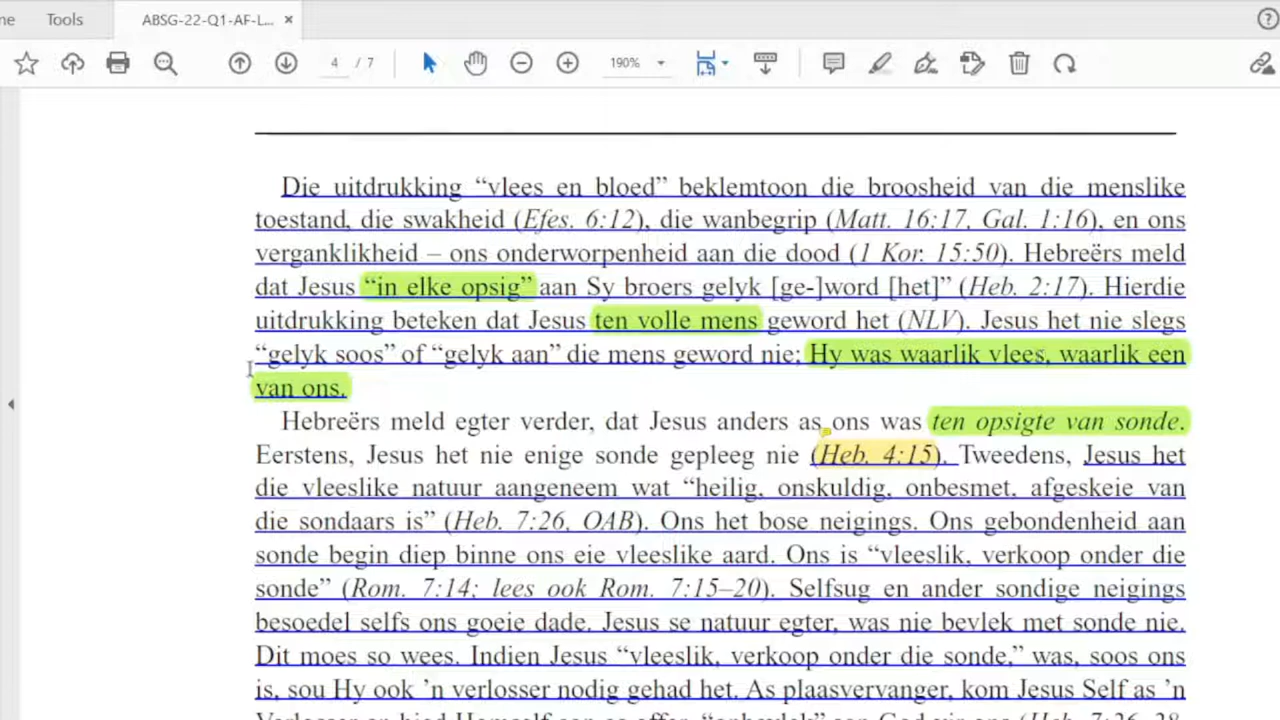 ne Tools ABSG-22-Q1-AF-L... ×
4 / 7 190%
Die uitdrukking “vlees en bloed” beklemtoon die broosheid van die menslike
toestand, die swakheid (Efes. 6:12), die wanbegrip (Matt. 16:17, Gal. 1:16), en ons
verganklikheid – ons onderworpenheid aan die dood (1 Kor. 15:50). Hebreërs meld
dat Jesus “in elke opsig” aan Sy broers gelyk [ge-]word [het]” (Heb. 2:17). Hierdie
uitdrukking beteken dat Jesus ten volle mens geword het (NLV). Jesus het nie slegs
“gelyk soos” of “gelyk aan” die mens geword nie; Hy was waarlik vlees, waarlik een
van ons.
Hebreërs meld egter verder, dat Jesus anders as ons was ten opsigte van sonde.
Eerstens, Jesus het nie enige sonde gepleeg nie (Heb. 4:15). Tweedens, Jesus het
die vleeslike natuur aangeneem wat “heilig, onskuldig, onbesmet, afgeskeie van
die sondaars is” (Heb. 7:26, OAB). Ons het bose neigings. Ons gebondenheid aan
sonde begin diep binne ons eie vleeslike aard. Ons is “vleeslik, verkoop onder die
sonde” (Rom. 7:14; lees ook Rom. 7:15–20). Selfsug en ander sondige neigings
besoedel selfs ons goeie dade. Jesus se natuur egter, was nie bevlek met sonde nie.
Dit moes so wees. Indien Jesus “vleeslik, verkoop onder die sonde,” was, soos ons
is, sou Hy ook ’n verlosser nodig gehad het. As plaasvervanger, kom Jesus Self as ’n